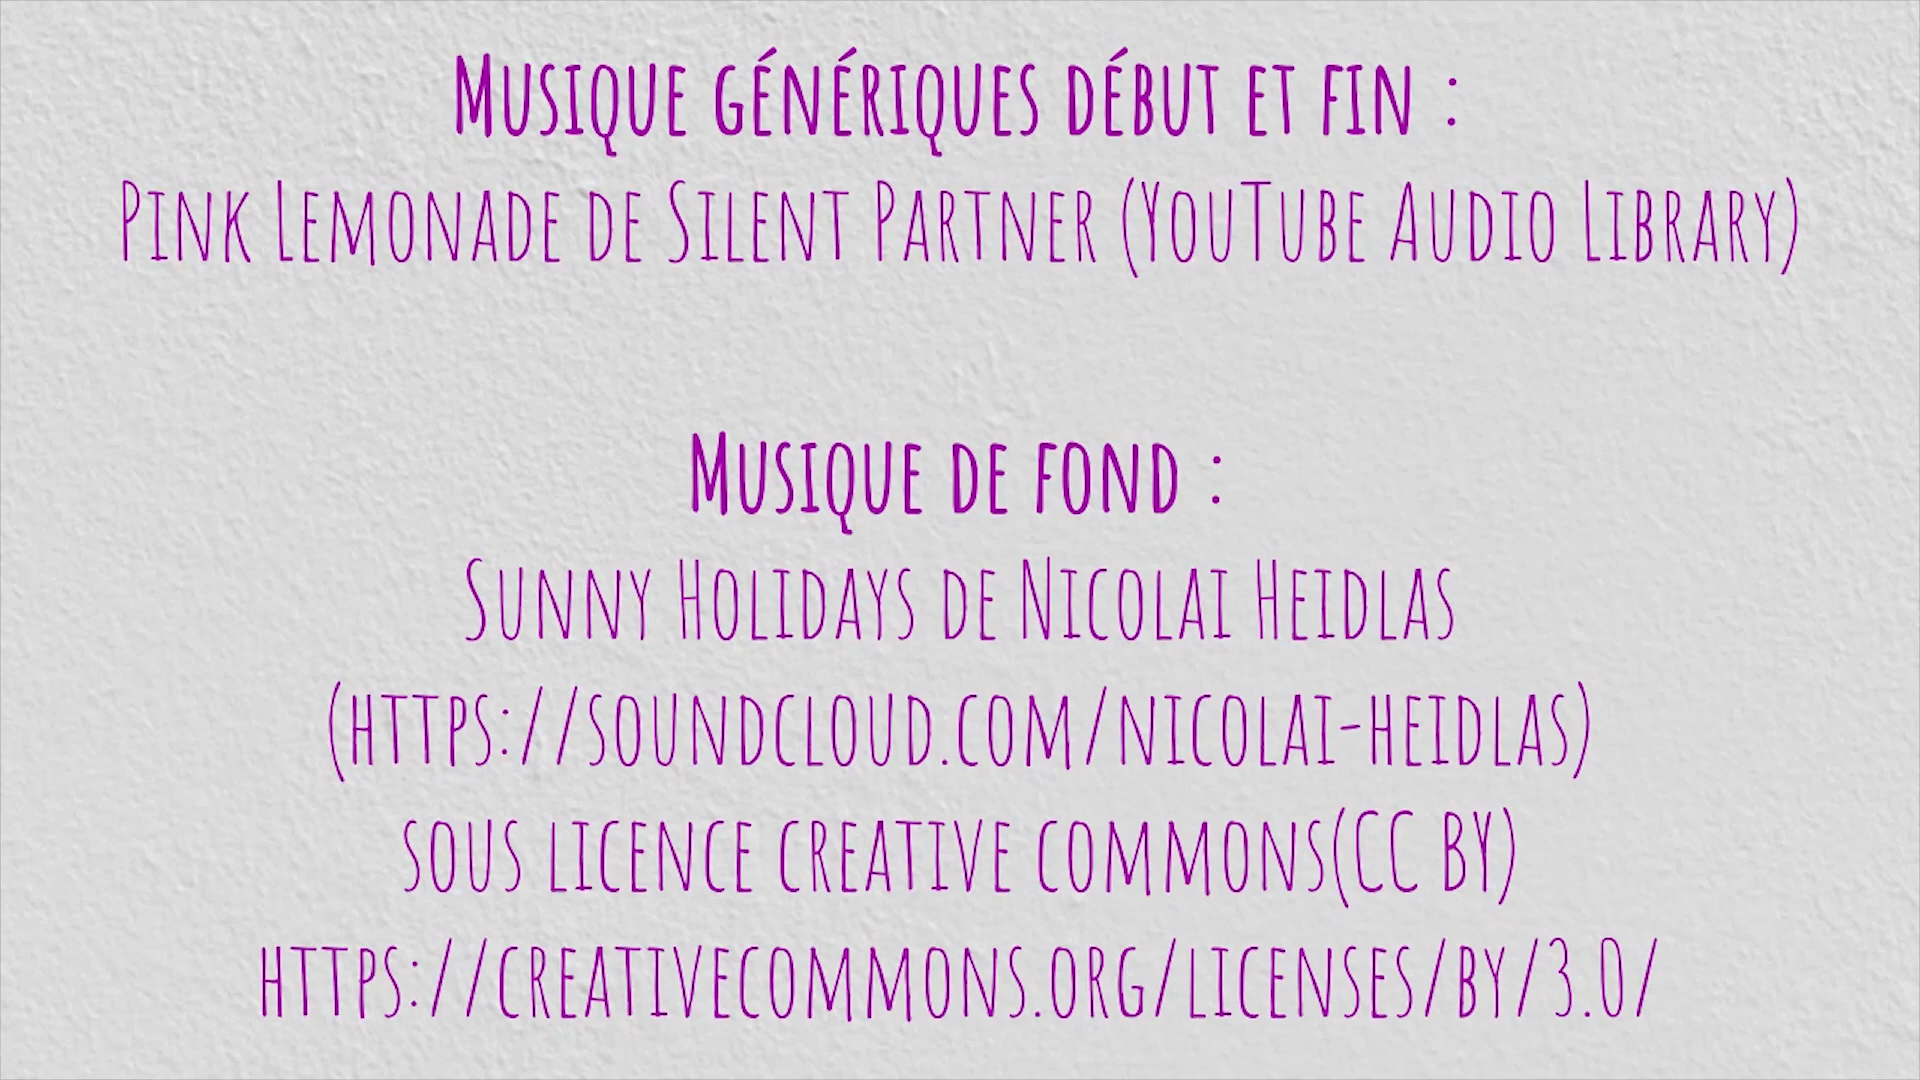 Musique génériques début et fin :
Pink Lemonade de Silent Partner (YouTube Audio Library)
Musique de fond :
Sunny Holidays de Nicolai Heidlas
(https://soundcloud.com/nicolai-heidlas)
sous licence creative commons(CC BY)
https://creativecommons.org/licenses/by/3.0/